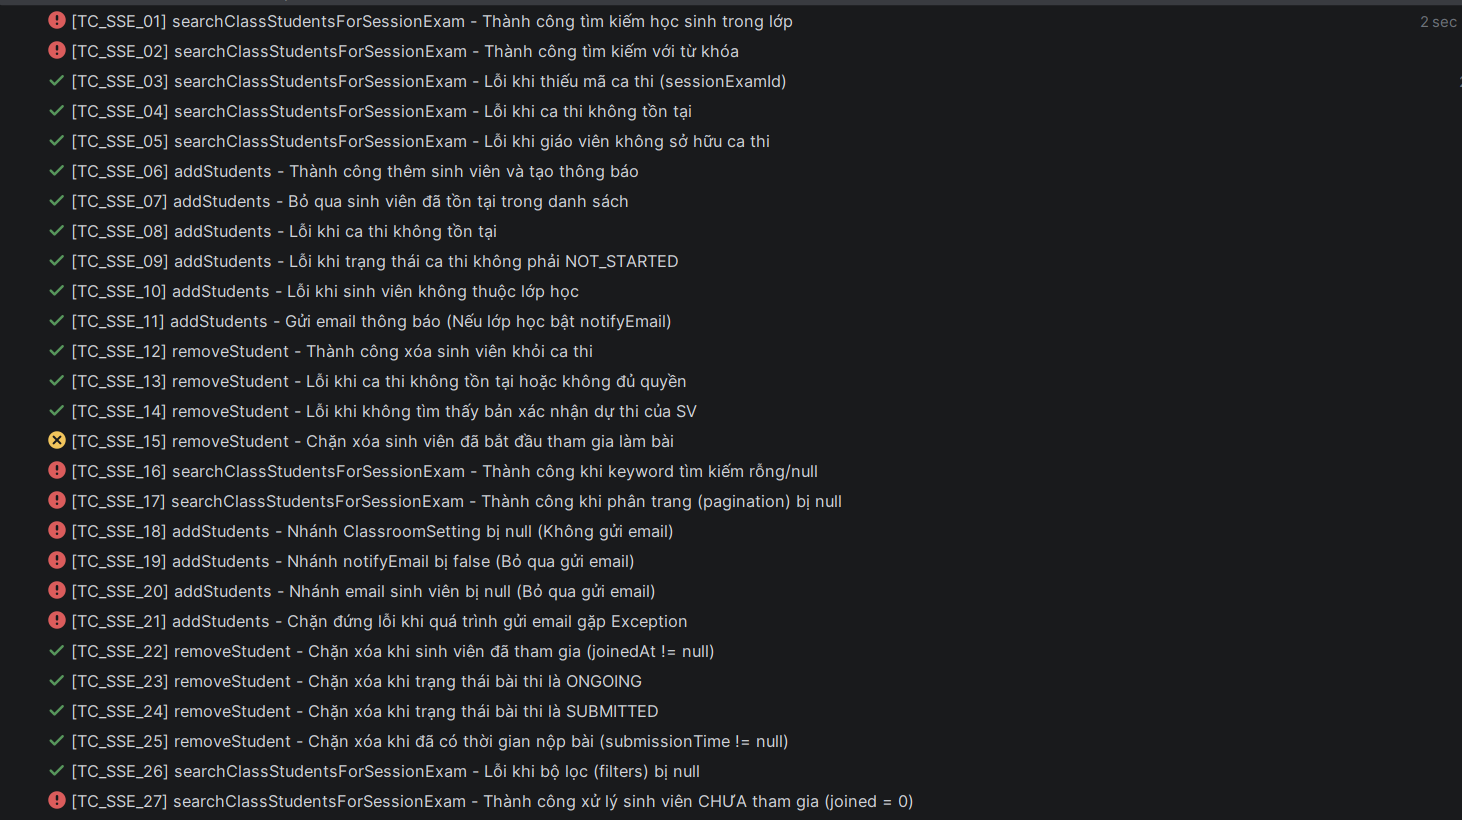 [TC_SSE_01] searchClassStudentsForSessionExam - Thành công tìm kiếm học sinh trong lớp 2 sec
[TC_SSE_02] searchClassStudentsForSessionExam - Thành công tìm kiếm với từ khóa
[TC_SSE_03] searchClassStudentsForSessionExam - Lỗi khi thiếu mã ca thi (sessionExamId)
[TC_SSE_04] searchClassStudentsForSessionExam - Lỗi khi ca thi không tồn tại
[TC_SSE_05] searchClassStudentsForSessionExam - Lỗi khi giáo viên không sở hữu ca thi
[TC_SSE_06] addStudents - Thành công thêm sinh viên và tạo thông báo
[TC_SSE_07] addStudents - Bỏ qua sinh viên đã tồn tại trong danh sách
[TC_SSE_08] addStudents - Lỗi khi ca thi không tồn tại
[TC_SSE_09] addStudents - Lỗi khi trạng thái ca thi không phải NOT_STARTED
[TC_SSE_10] addStudents - Lỗi khi sinh viên không thuộc lớp học
[TC_SSE_11] addStudents - Gửi email thông báo (Nếu lớp học bật notifyEmail)
[TC_SSE_12] removeStudent - Thành công xóa sinh viên khỏi ca thi
[TC_SSE_13] removeStudent - Lỗi khi ca thi không tồn tại hoặc không đủ quyền
[TC_SSE_14] removeStudent - Lỗi khi không tìm thấy bản xác nhận dự thi của SV
[TC_SSE_15] removeStudent - Chặn xóa sinh viên đã bắt đầu tham gia làm bài
[TC_SSE_16] searchClassStudentsForSessionExam - Thành công khi keyword tìm kiếm rỗng/null
[TC_SSE_17] searchClassStudentsForSessionExam - Thành công khi phân trang (pagination) bị null
[TC_SSE_18] addStudents - Nhánh ClassroomSetting bị null (Không gửi email)
[TC_SSE_19] addStudents - Nhánh notifyEmail bị false (Bỏ qua gửi email)
[TC_SSE_20] addStudents - Nhánh email sinh viên bị null (Bỏ qua gửi email)
[TC_SSE_21] addStudents - Chặn đứng lỗi khi quá trình gửi email gặp Exception
[TC_SSE_22] removeStudent - Chặn xóa khi sinh viên đã tham gia (joinedAt != null)
[TC_SSE_23] removeStudent - Chặn xóa khi trạng thái bài thi là ONGOING
[TC_SSE_24] removeStudent - Chặn xóa khi trạng thái bài thi là SUBMITTED
[TC_SSE_25] removeStudent - Chặn xóa khi đã có thời gian nộp bài (submissionTime != null)
[TC_SSE_26] searchClassStudentsForSessionExam - Lỗi khi bộ lọc (filters) bị null
[TC_SSE_27] searchClassStudentsForSessionExam - Thành công xử lý sinh viên CHƯA tham gia (joined = 0)